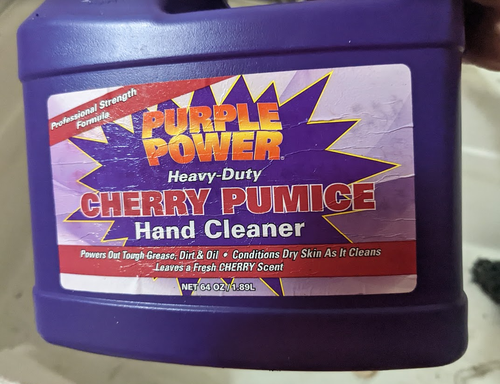 Professional Strength
Formula
PURPLE
POWER®
Heavy-Duty
CHERRY PUMICE
Hand Cleaner
Powers Out Tough Grease, Dirt & Oil • Conditions Dry Skin As It Cleans
Leaves a Fresh CHERRY Scent
NET 64 OZ./1.89L